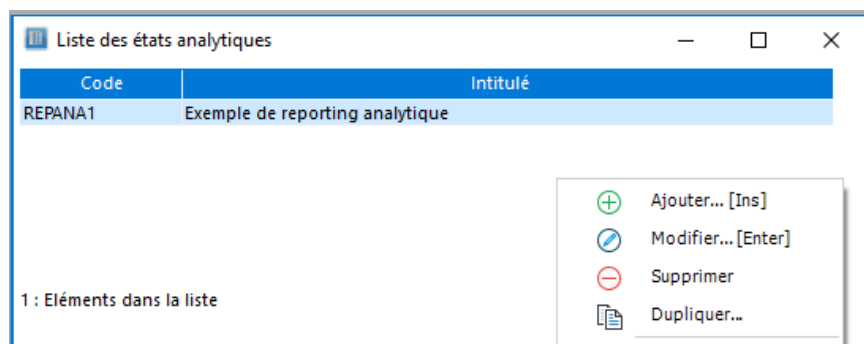 Liste des états analytiques
Code Intitulé
REPANA1 Exemple de reporting analytique
Ajouter... [Ins]
Modifier... [Enter]
Supprimer
Dupliquer...
1 : Eléments dans la liste